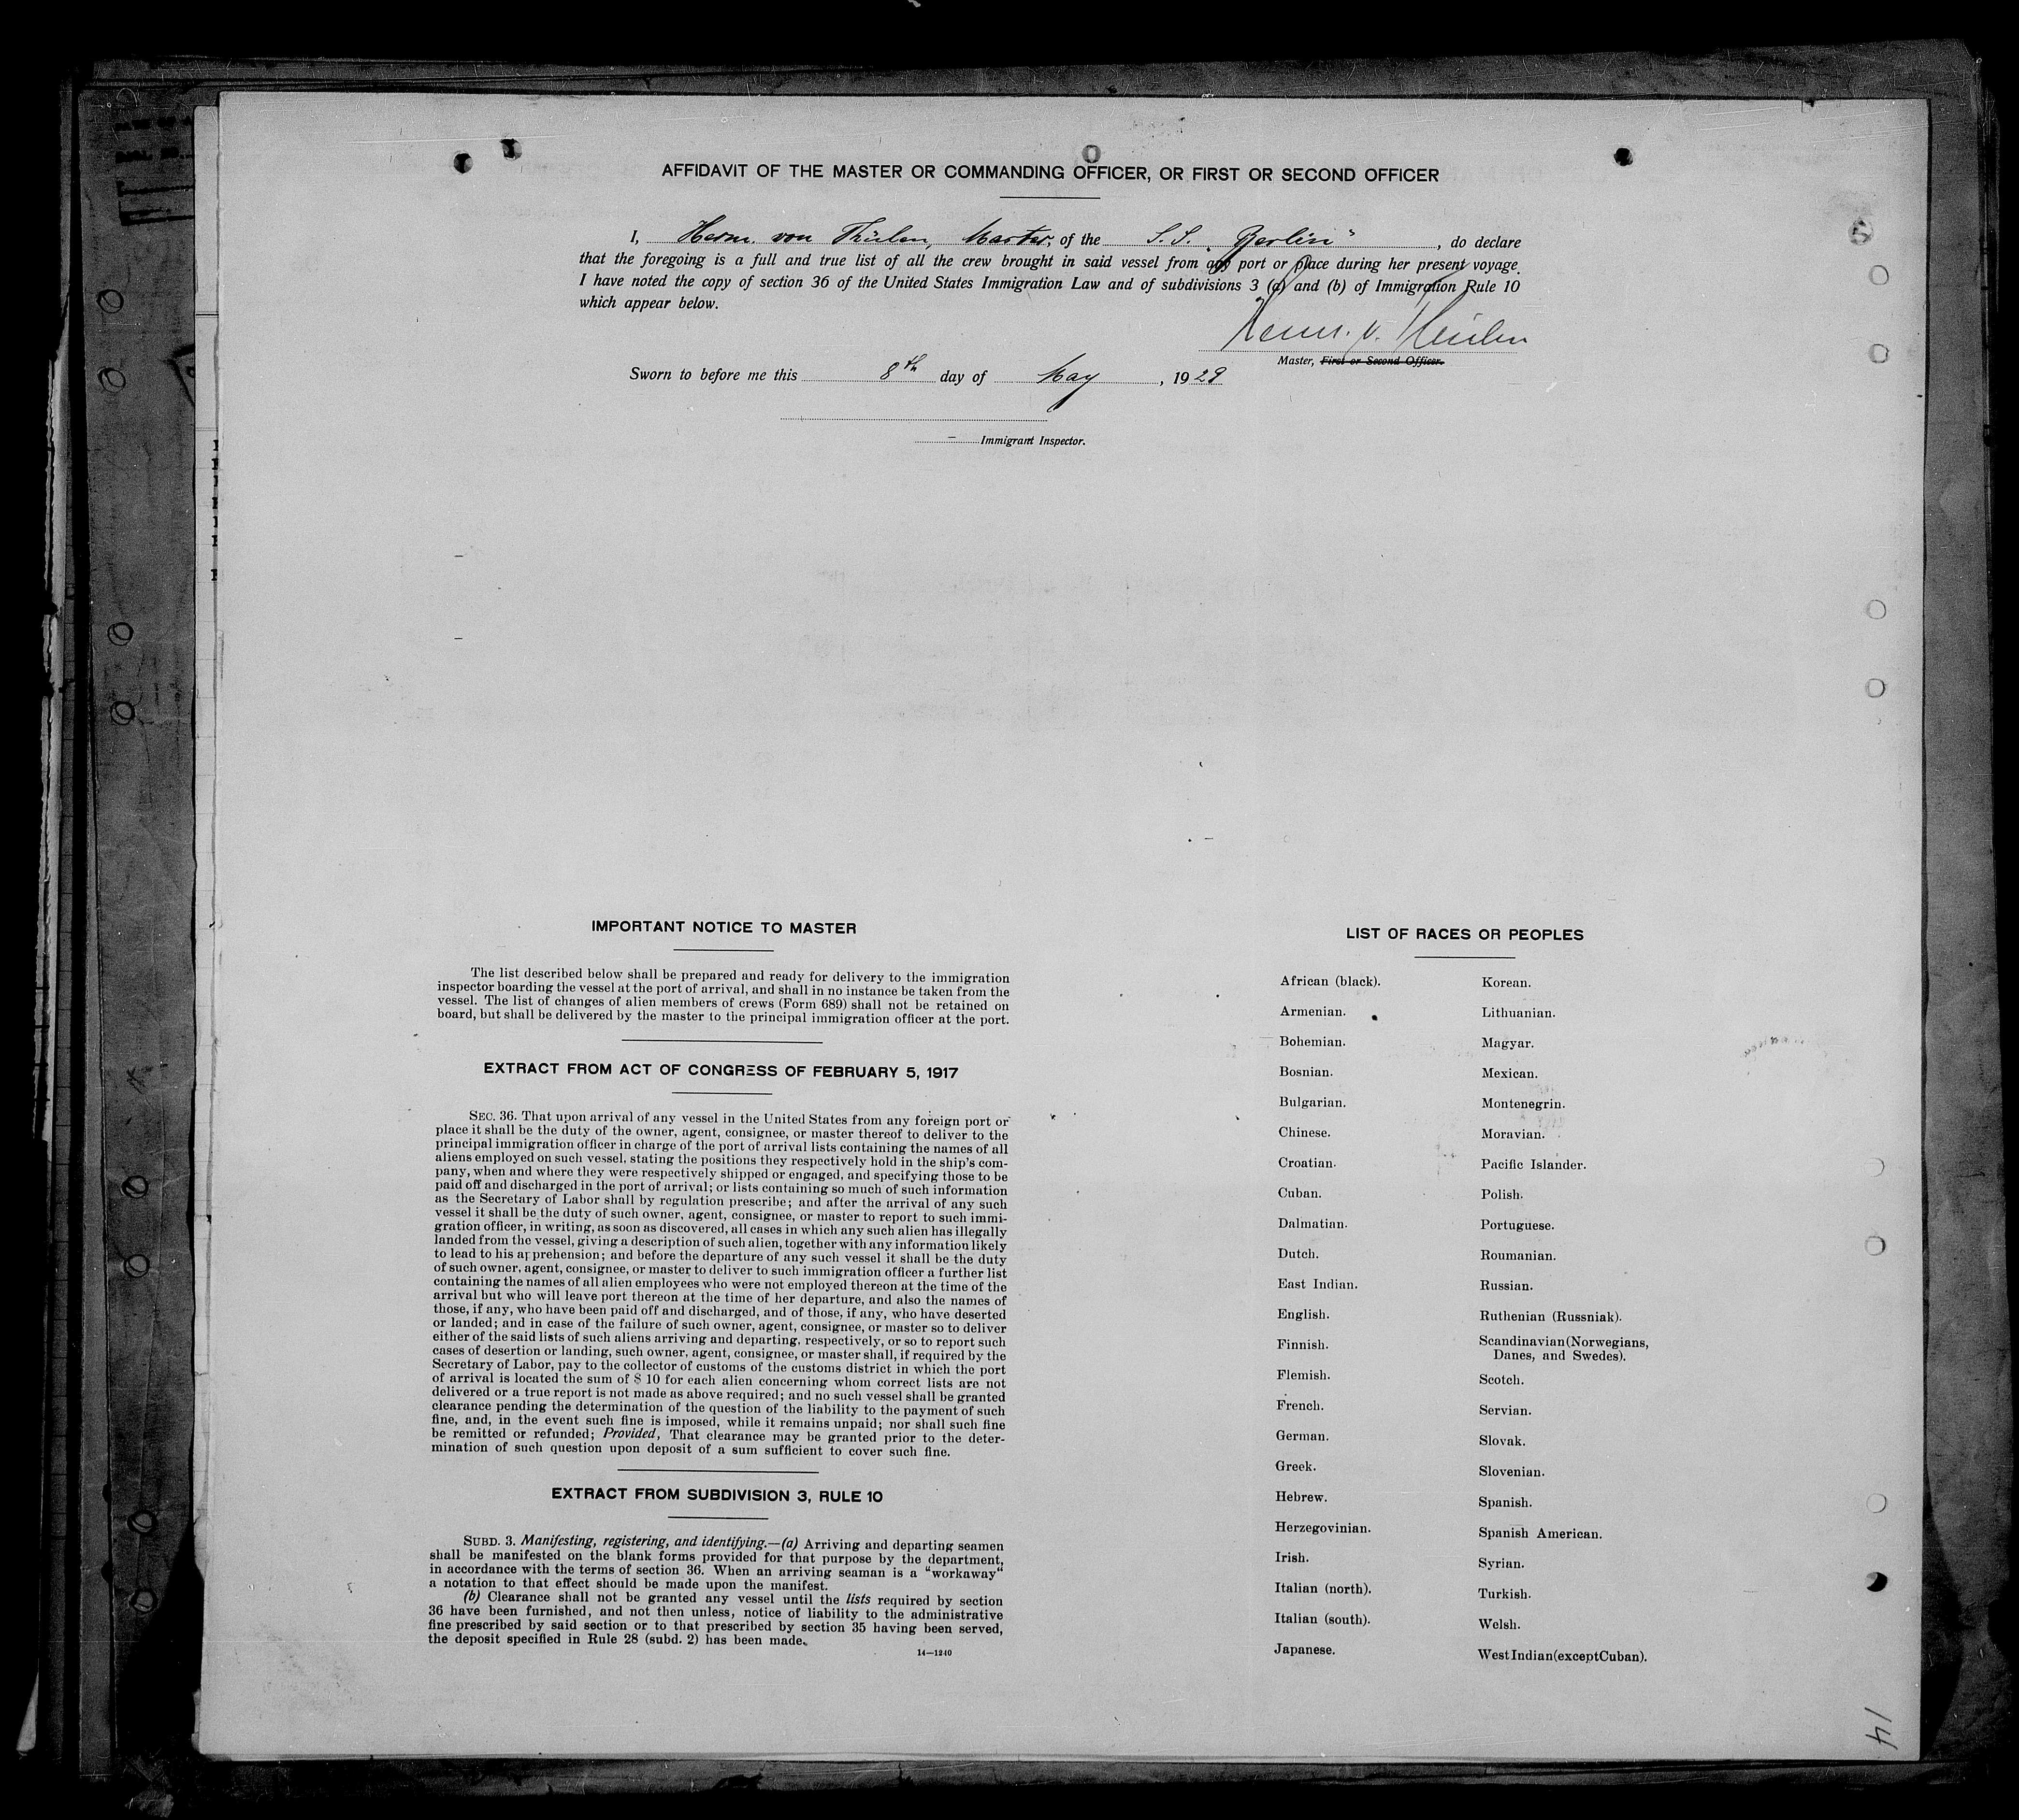 AFFIDAVIT OF THE MASTER OR COMMANDING OFFICER, OR FIRST OR SECOND OFFICER
I, Herm. von Thülen, Master, of the S.S. „Berlin“, do declare
that the foregoing is a full and true list of all the crew brought in said vessel from any port or place during her present voyage.
I have noted the copy of section 36 of the United States Immigration Law and of subdivisions 3 (a) and (b) of Immigration Rule 10
which appear below.
Herm. v. Thülen
Master, First or Second Officer.
Sworn to before me this 8th day of May, 1929
Immigrant Inspector.
IMPORTANT NOTICE TO MASTER
The list described below shall be prepared and ready for delivery to the immigration
inspector boarding the vessel at the port of arrival, and shall in no instance be taken from the
vessel. The list of changes of alien members of crews (Form 689) shall not be retained on
board, but shall be delivered by the master to the principal immigration officer at the port.
EXTRACT FROM ACT OF CONGRESS OF FEBRUARY 5, 1917
SEC. 36. That upon arrival of any vessel in the United States from any foreign port or
place it shall be the duty of the owner, agent, consignee, or master thereof to deliver to the
principal immigration officer in charge of the port of arrival lists containing the names of all
aliens employed on such vessel, stating the positions they respectively hold in the ship's com-
pany, when and where they were respectively shipped or engaged, and specifying those to be
paid off and discharged in the port of arrival; or lists containing so much of such information
as the Secretary of Labor shall by regulation prescribe; and after the arrival of any such
vessel it shall be the duty of such owner, agent, consignee, or master to report to such immi-
gration officer, in writing, as soon as discovered, all cases in which any such alien has illegally
landed from the vessel, giving a description of such alien, together with any information likely
to lead to his apprehension; and before the departure of any such vessel it shall be the duty
of such owner, agent, consignee, or master to deliver to such immigration officer a further list
containing the names of all alien employees who were not employed thereon at the time of the
arrival but who will leave port thereon at the time of her departure, and also the names of
those, if any, who have been paid off and discharged, and of those, if any, who have deserted
or landed; and in case of the failure of such owner, agent, consignee, or master so to deliver
either of the said lists of such aliens arriving and departing, respectively, or so to report such
cases of desertion or landing, such owner, agent, consignee, or master shall, if required by the
Secretary of Labor, pay to the collector of customs of the customs district in which the port
of arrival is located the sum of $ 10 for each alien concerning whom correct lists are not
delivered or a true report is not made as above required; and no such vessel shall be granted
clearance pending the determination of the question of the liability to the payment of such
fine, and, in the event such fine is imposed, while it remains unpaid; nor shall such fine
be remitted or refunded; Provided, That clearance may be granted prior to the deter-
mination of such question upon deposit of a sum sufficient to cover such fine.
EXTRACT FROM SUBDIVISION 3, RULE 10
SUBD. 3. Manifesting, registering, and identifying.—(a) Arriving and departing seamen
shall be manifested on the blank forms provided for that purpose by the department,
in accordance with the terms of section 36. When an arriving seaman is a “workaway“
a notation to that effect should be made upon the manifest.
(b) Clearance shall not be granted any vessel until the lists required by section
36 have been furnished, and not then unless, notice of liability to the administrative
fine prescribed by said section or to that prescribed by section 35 having been served,
the deposit specified in Rule 28 (subd. 2) has been made.
14—1240
LIST OF RACES OR PEOPLES
African (black).
Armenian.
Bohemian.
Bosnian.
Bulgarian.
Chinese.
Croatian.
Cuban.
Dalmatian.
Dutch.
East Indian.
English.
Finnish.
Flemish.
French.
German.
Greek.
Hebrew.
Herzegovinian.
Irish.
Italian (north).
Italian (south).
Japanese.
Korean.
Lithuanian.
Magyar.
Mexican.
Montenegrin.
Moravian.
Pacific Islander.
Polish.
Portuguese.
Roumanian.
Russian.
Ruthenian (Russniak).
Scandinavian (Norwegians,
Danes, and Swedes).
Scotch.
Servian.
Slovak.
Slovenian.
Spanish.
Spanish American.
Syrian.
Turkish.
Welsh.
West Indian (except Cuban).
14